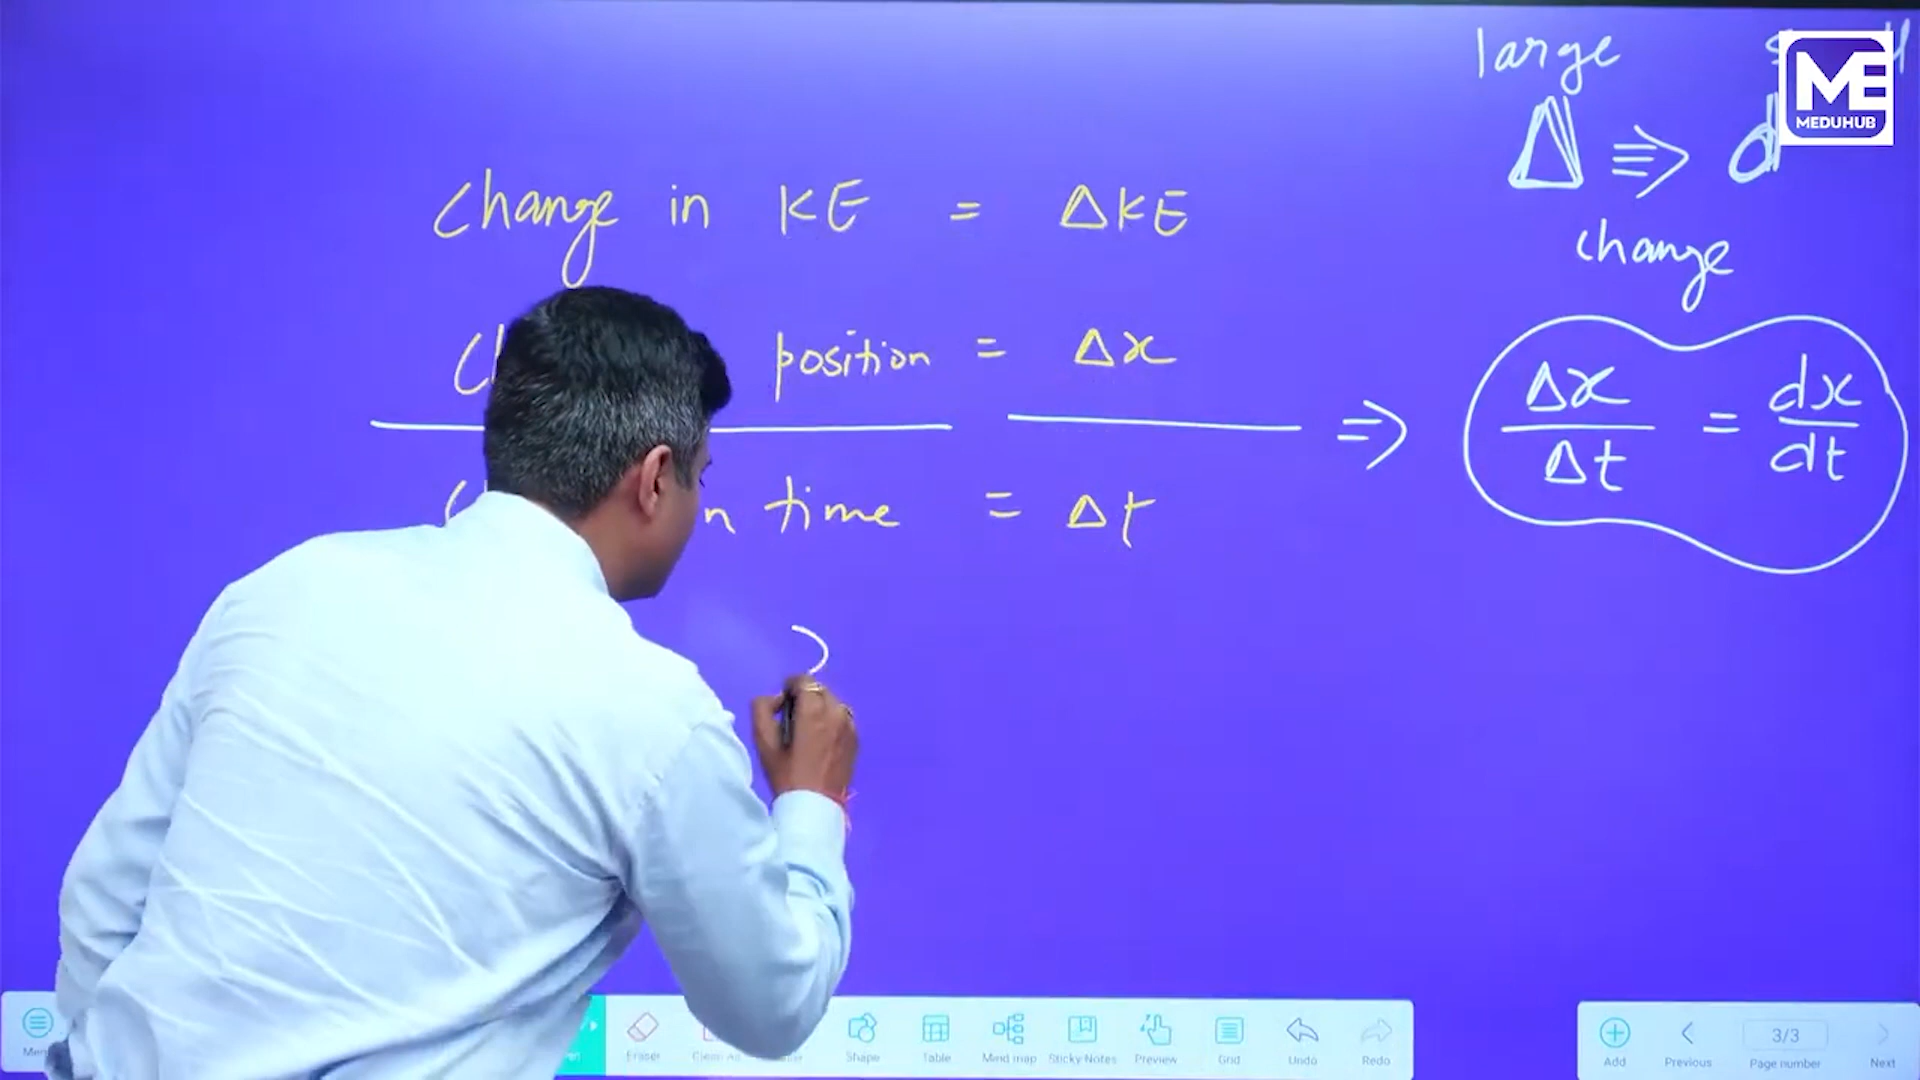 large
ME
MEDUHUB
Δ ⇛ d
change
change in KE = ΔKE
position = Δx
time = Δt
⇒ Δx/Δt = dx/dt
Eraser
Shape
Table
Mind map
Sticky Notes
Preview
Grid
Undo
Redo
Add
Previous
3/3
Page number
Next